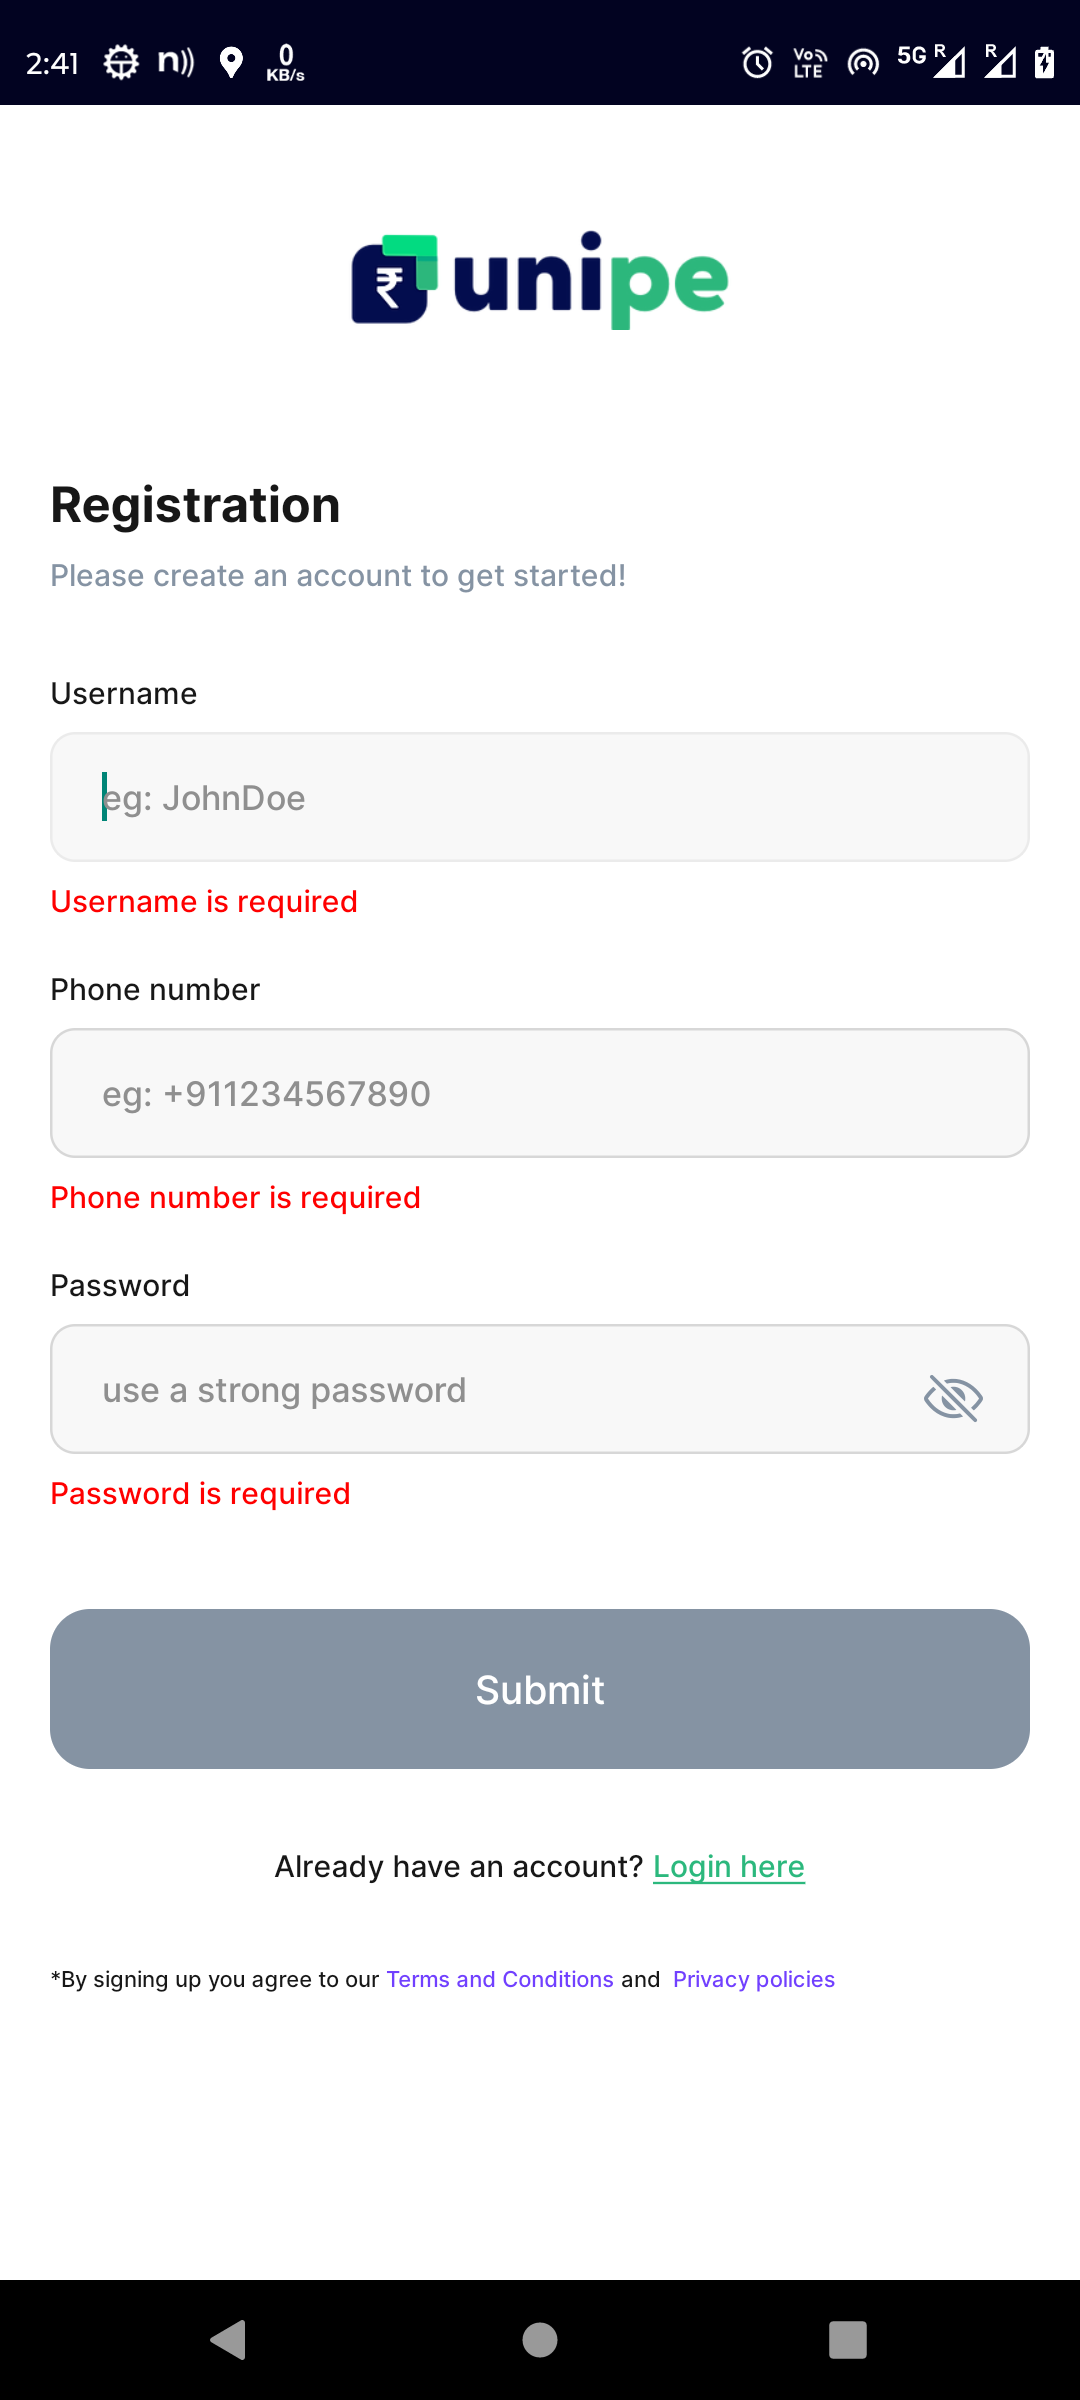 2:41 n)) 0 KB/s Vo)) LTE 5G R R
₹ unipe
Registration
Please create an account to get started!
Username
eg: JohnDoe
Username is required
Phone number
eg: +911234567890
Phone number is required
Password
use a strong password
Password is required
Submit
Already have an account? Login here
*By signing up you agree to our Terms and Conditions and Privacy policies